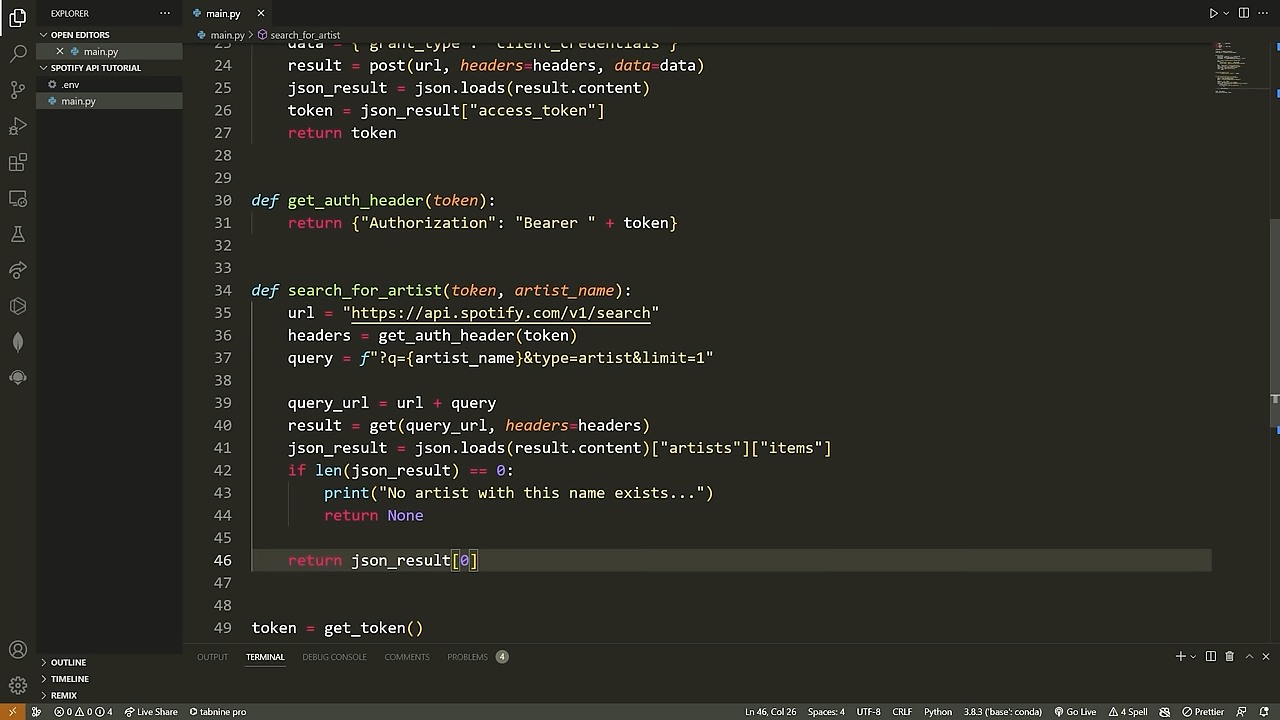 EXPLORER
···
OPEN EDITORS
main.py
SPOTIFY API TUTORIAL
.env
main.py
OUTLINE
TIMELINE
REMIX
main.py
main.py > search_for_artist
23 data = {"grant_type": "client_credentials"}
24 result = post(url, headers=headers, data=data)
25 json_result = json.loads(result.content)
26 token = json_result["access_token"]
27 return token
28
29
30 def get_auth_header(token):
31 return {"Authorization": "Bearer " + token}
32
33
34 def search_for_artist(token, artist_name):
35 url = "https://api.spotify.com/v1/search"
36 headers = get_auth_header(token)
37 query = f"?q={artist_name}&type=artist&limit=1"
38
39 query_url = url + query
40 result = get(query_url, headers=headers)
41 json_result = json.loads(result.content)["artists"]["items"]
42 if len(json_result) == 0:
43 print("No artist with this name exists...")
44 return None
45
46 return json_result[0]
47
48
49 token = get_token()
OUTPUT TERMINAL DEBUG CONSOLE COMMENTS PROBLEMS 4
0 0 4 Live Share tabnine pro Ln 46, Col 26 Spaces: 4 UTF-8 CRLF Python 3.8.3 ('base': conda) Go Live 4 Spell Prettier